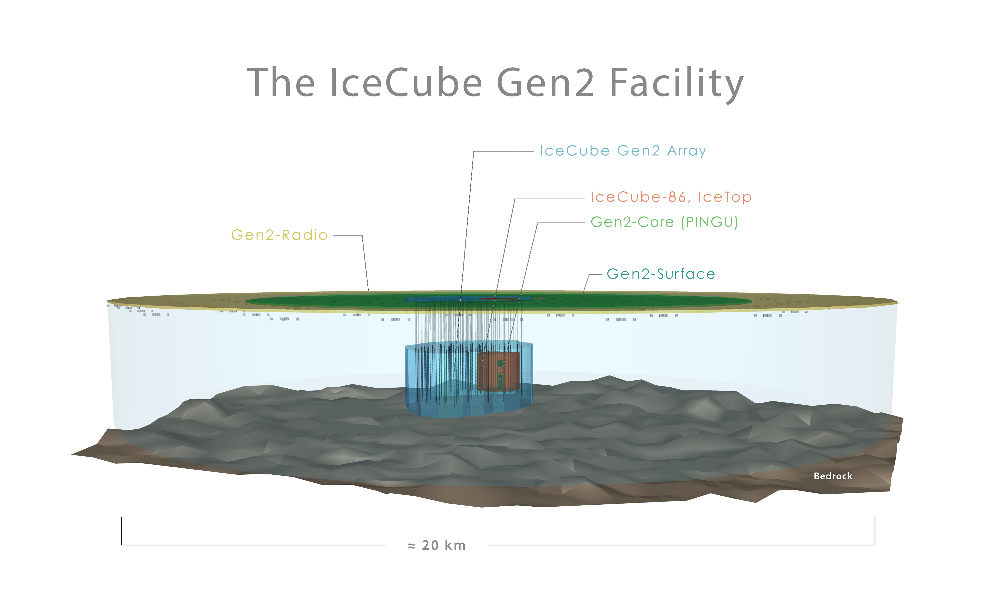 The IceCube Gen2 Facility
IceCube Gen2 Array
IceCube-86, IceTop
Gen2-Core (PINGU)
Gen2-Radio
Gen2-Surface
Bedrock
≈ 20 km